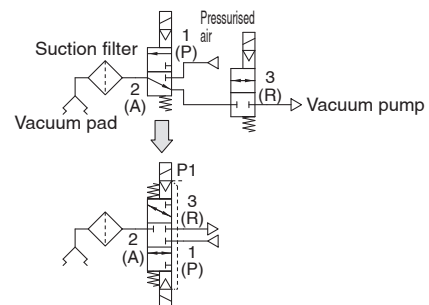 Pressurised
air
1
(P)
Suction filter
3
(R)
2
(A)
Vacuum pump
Vacuum pad
P1
3
(R)
2
(A)
1
(P)